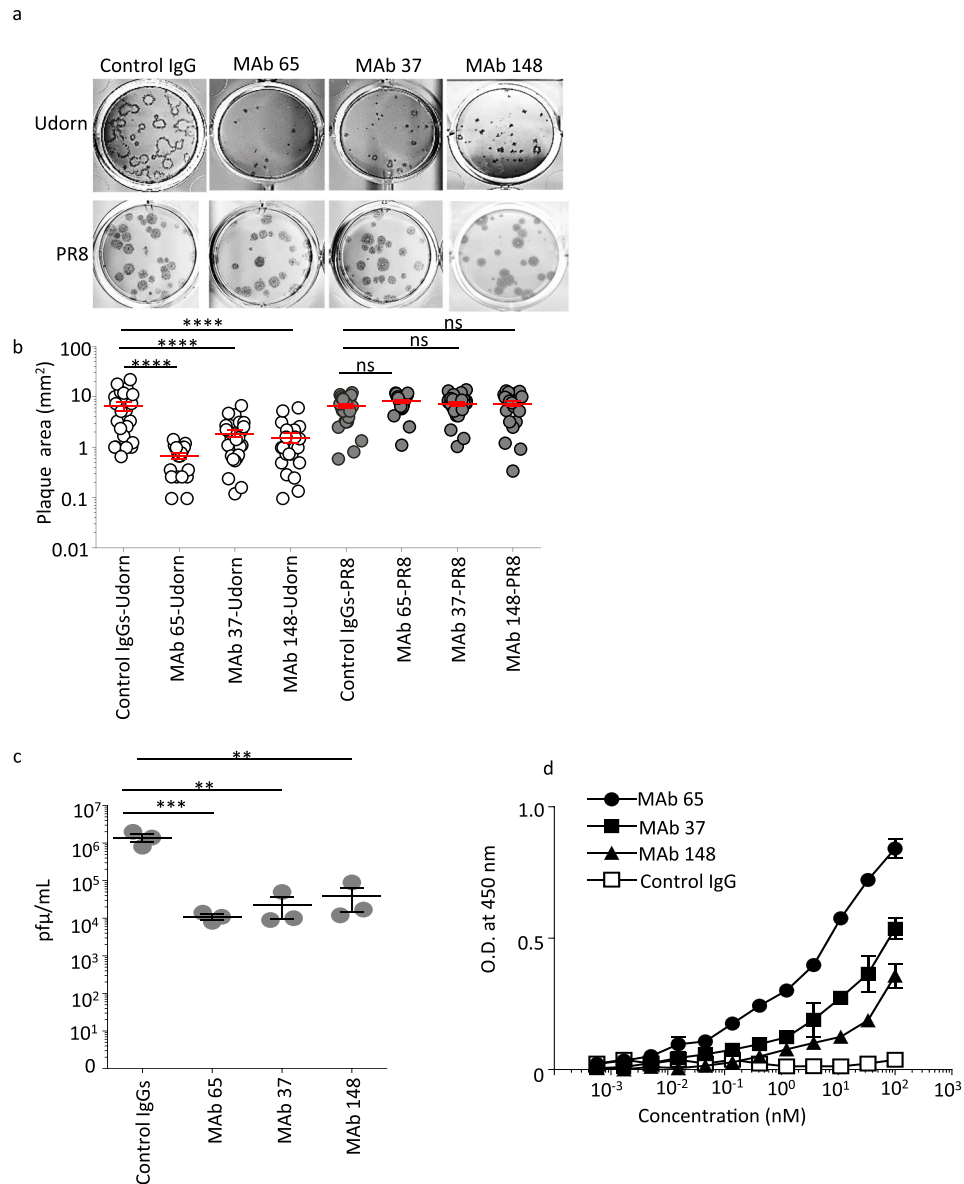 a
Control IgG MAb 65 MAb 37 MAb 148
Udorn
PR8
b
**** ns
**** ns
**** ns
Plaque area (mm²)
100
10
1
0.1
0.01
Control IgGs-Udorn
MAb 65-Udorn
MAb 37-Udorn
MAb 148-Udorn
Control IgGs-PR8
MAb 65-PR8
MAb 37-PR8
MAb 148-PR8
c
**
**
***
pfμ/mL
10⁷
10⁶
10⁵
10⁴
10³
10²
10¹
0
Control IgGs
MAb 65
MAb 37
MAb 148
d
MAb 65
MAb 37
MAb 148
Control IgG
O.D. at 450 nm
1.0
0.5
0
10⁻³ 10⁻² 10⁻¹ 10⁰ 10¹ 10² 10³
Concentration (nM)